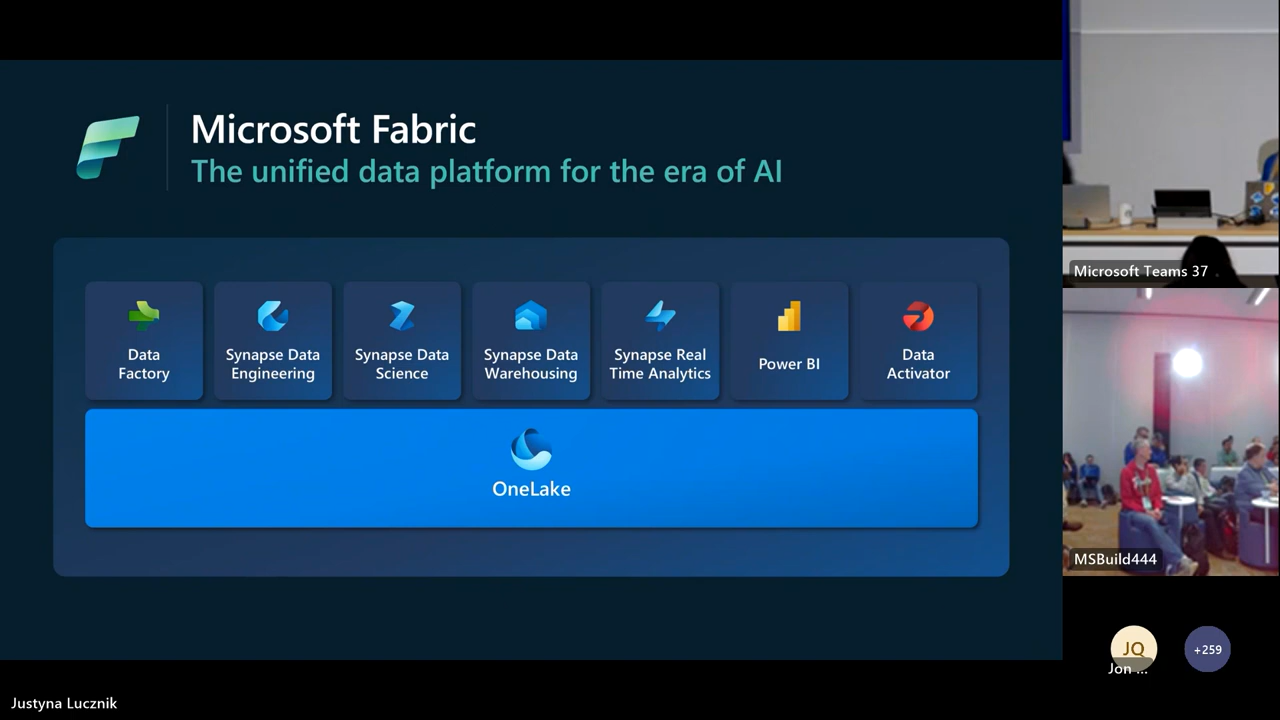 Microsoft Fabric
The unified data platform for the era of AI
Data
Factory
Synapse Data
Engineering
Synapse Data
Science
Synapse Data
Warehousing
Synapse Real
Time Analytics
Power BI
Data
Activator
OneLake
Microsoft Teams 37
MSBuild444
JQ
Jon ...
+259
Justyna Lucznik